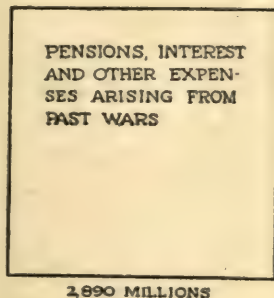 PENSIONS, INTEREST
AND OTHER EXPEN-
SES ARISING FROM
PAST WARS
2,890 MILLIONS